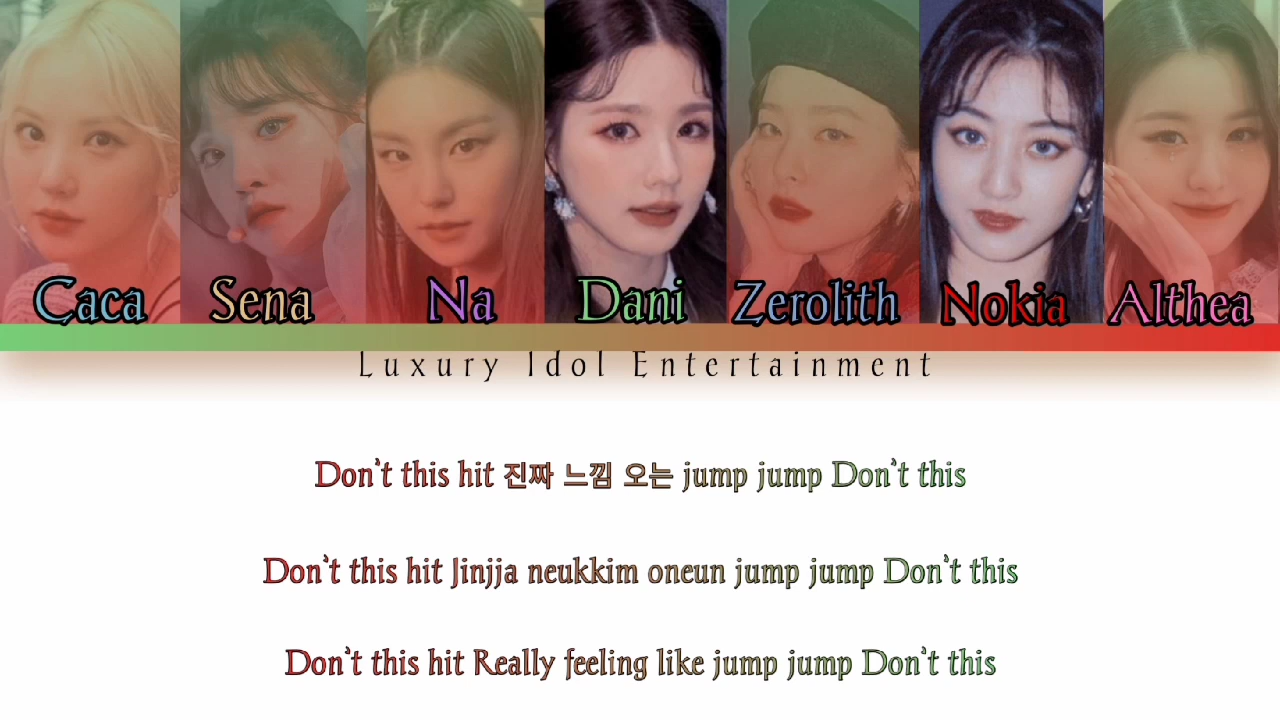 Caca Sena Na Dani Zerolith Nokia Althea
Luxury Idol Entertainment
Don't this hit 진짜 느낌 오는 jump jump Don't this
Don't this hit Jinjja neukkim oneun jump jump Don't this
Don't this hit Really feeling like jump jump Don't this